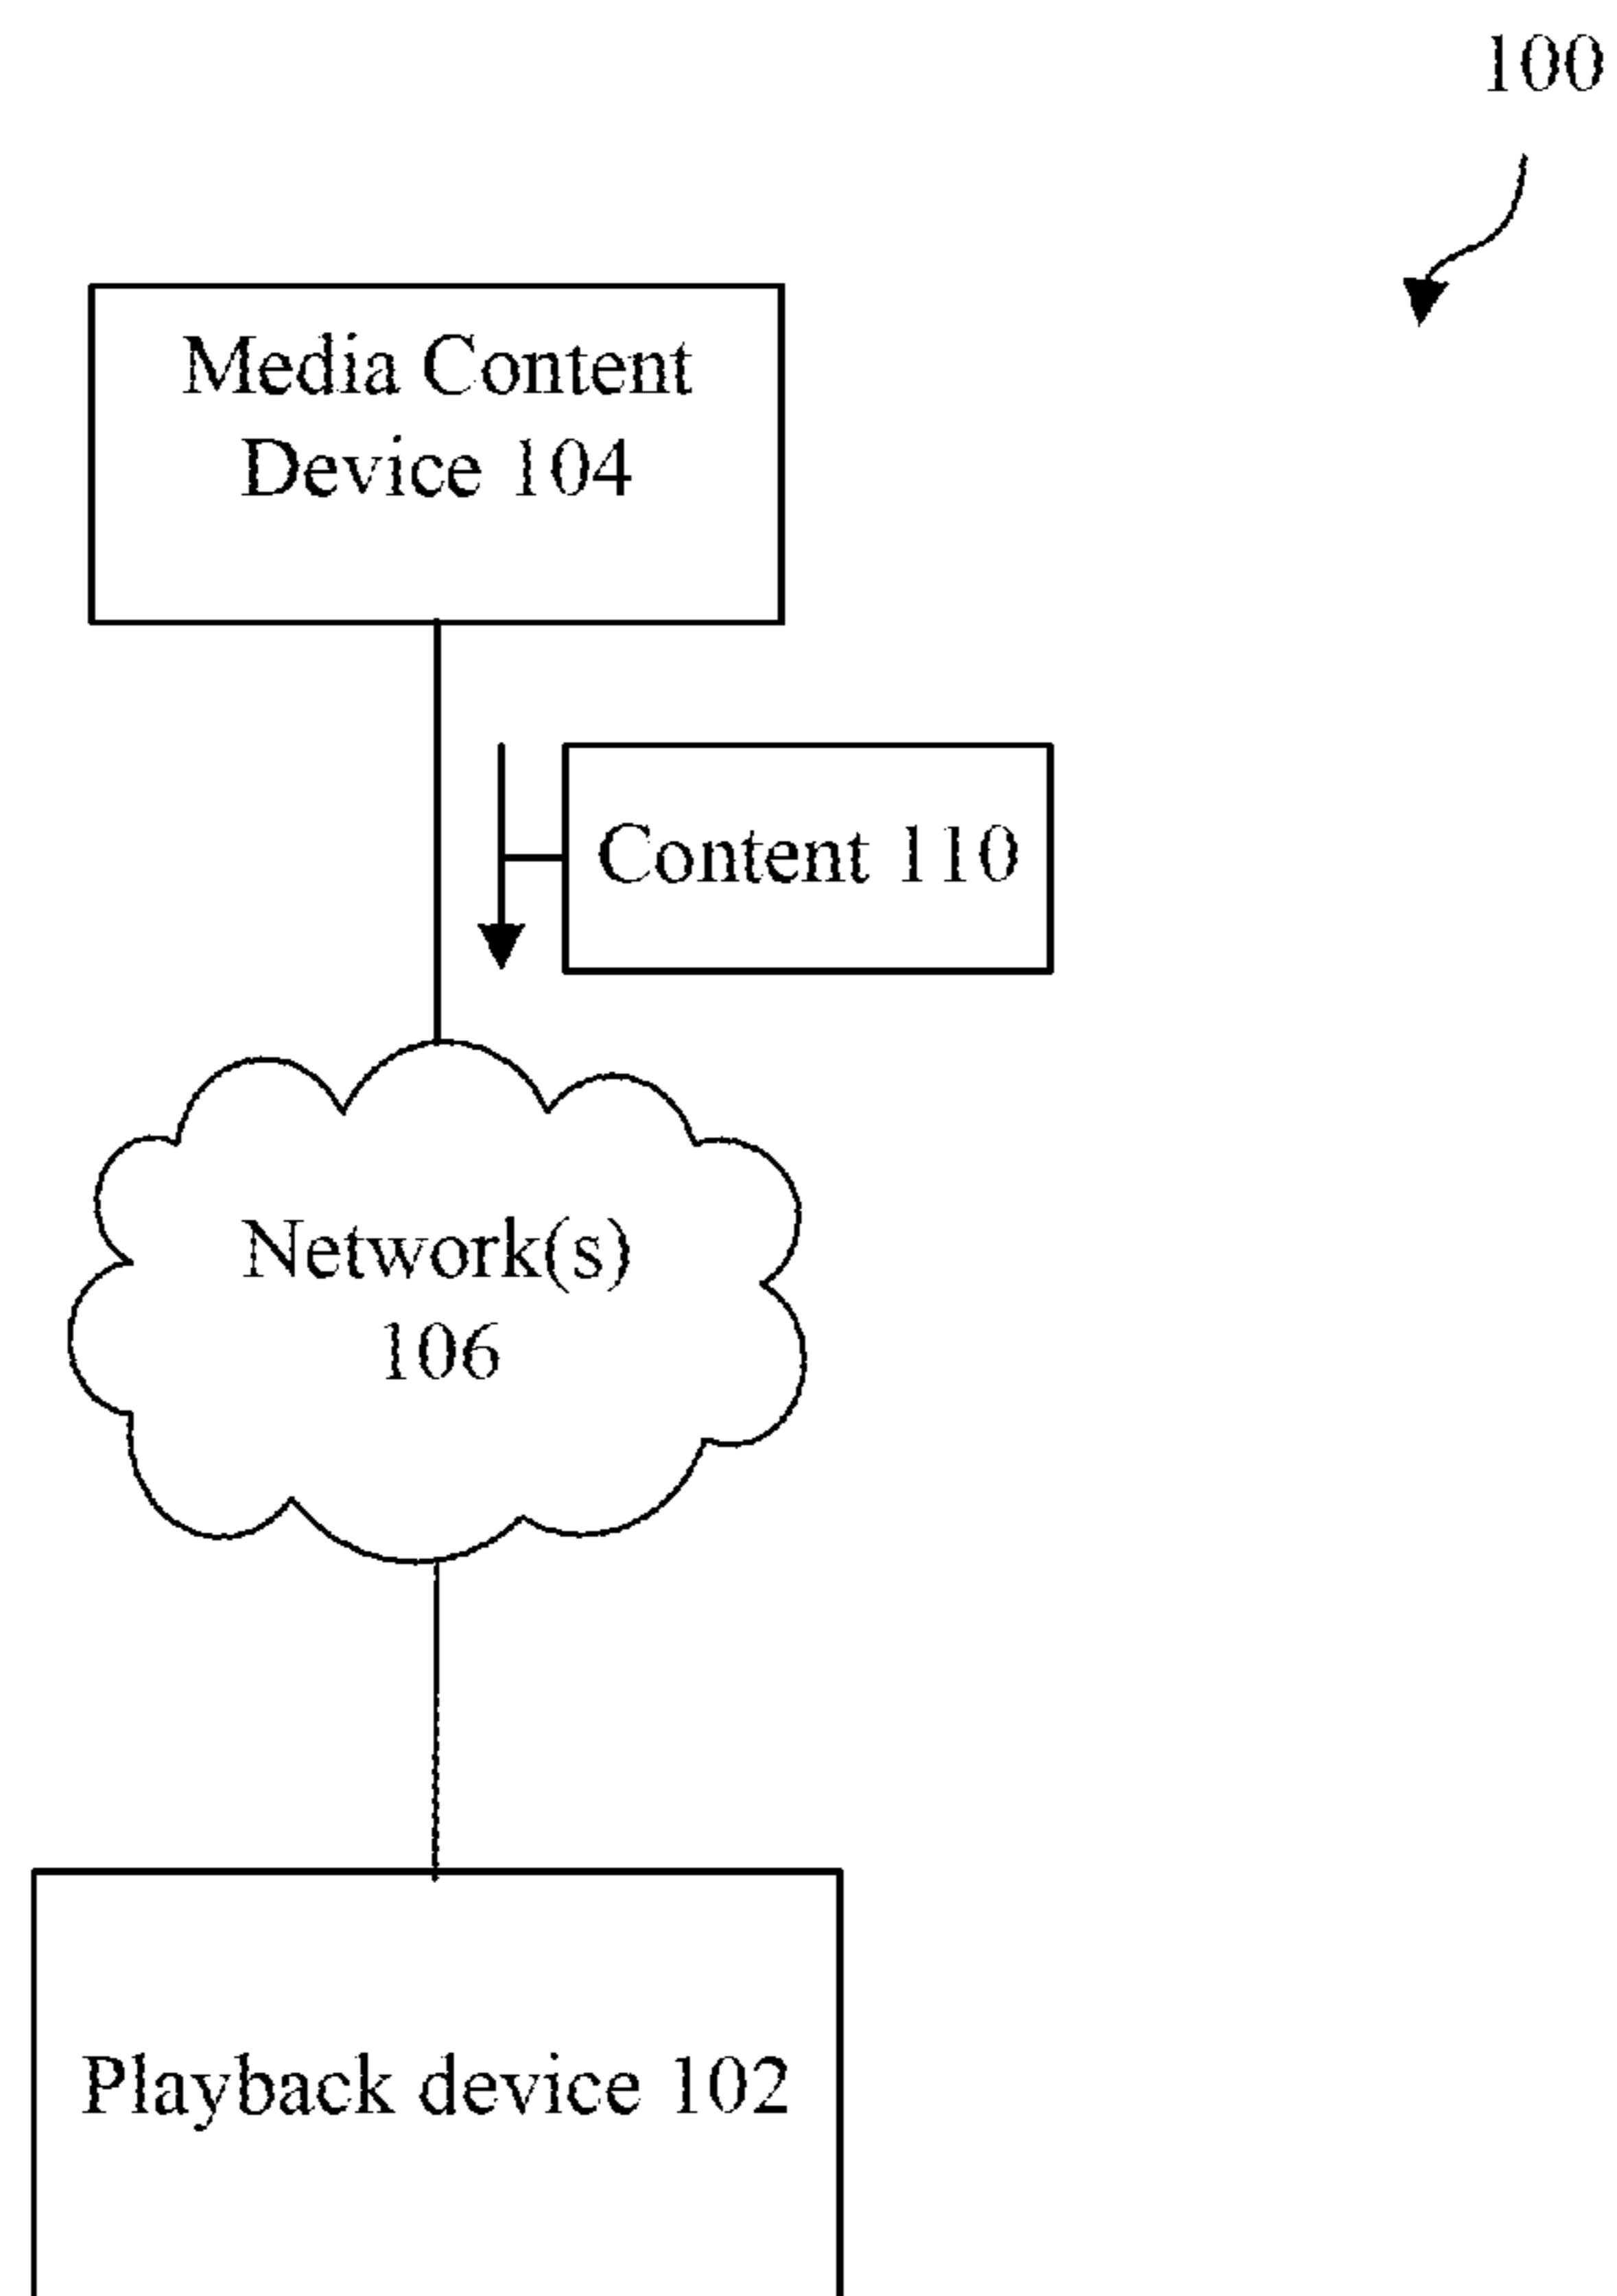 100
Media Content
Device 104
Content 110
Network(s)
106
Playback device 102